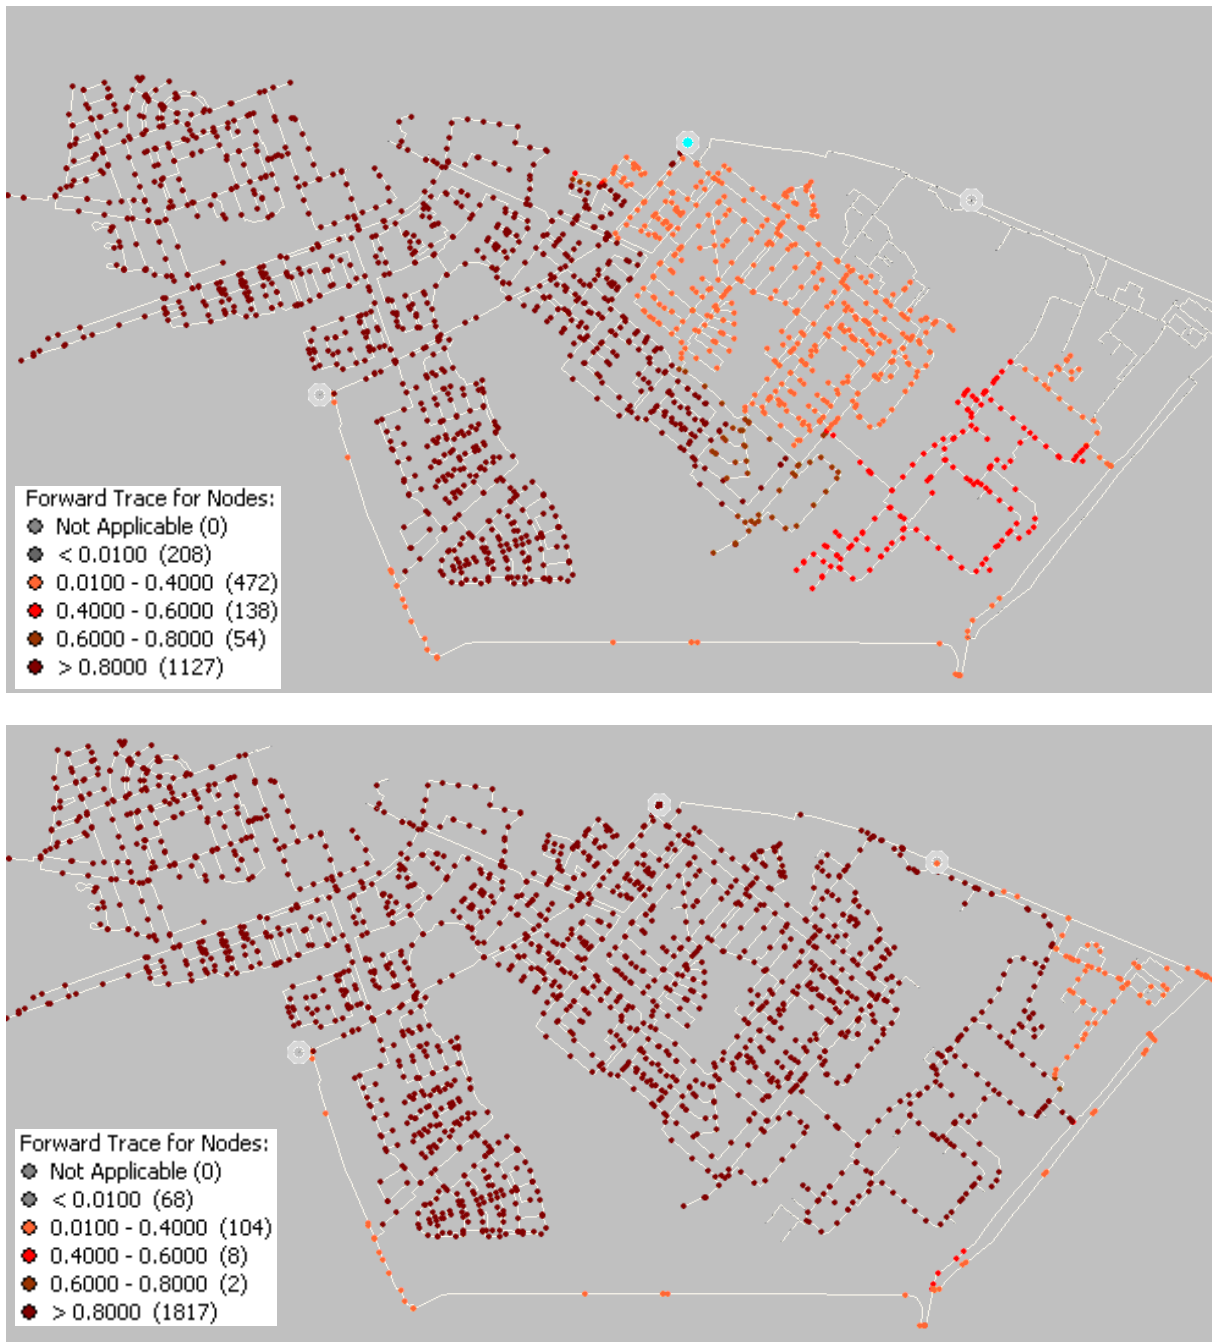 Forward Trace for Nodes:
Not Applicable (0)
< 0.0100 (208)
0.0100 - 0.4000 (472)
0.4000 - 0.6000 (138)
0.6000 - 0.8000 (54)
> 0.8000 (1127)
Forward Trace for Nodes:
Not Applicable (0)
< 0.0100 (68)
0.0100 - 0.4000 (104)
0.4000 - 0.6000 (8)
0.6000 - 0.8000 (2)
> 0.8000 (1817)